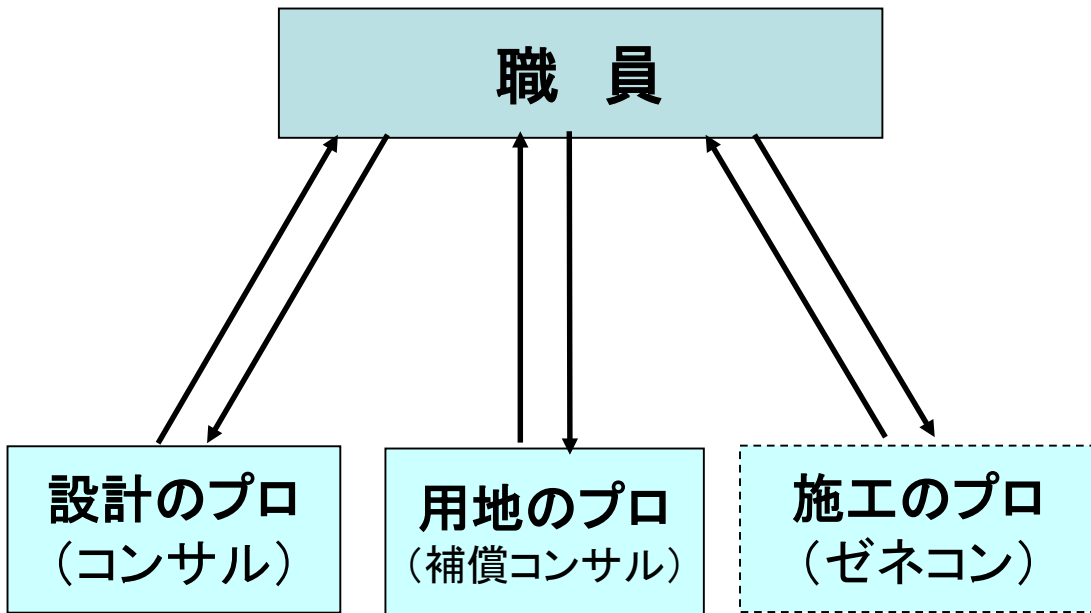 職　員
設計のプロ
（コンサル）
用地のプロ
（補償コンサル）
施工のプロ
（ゼネコン）